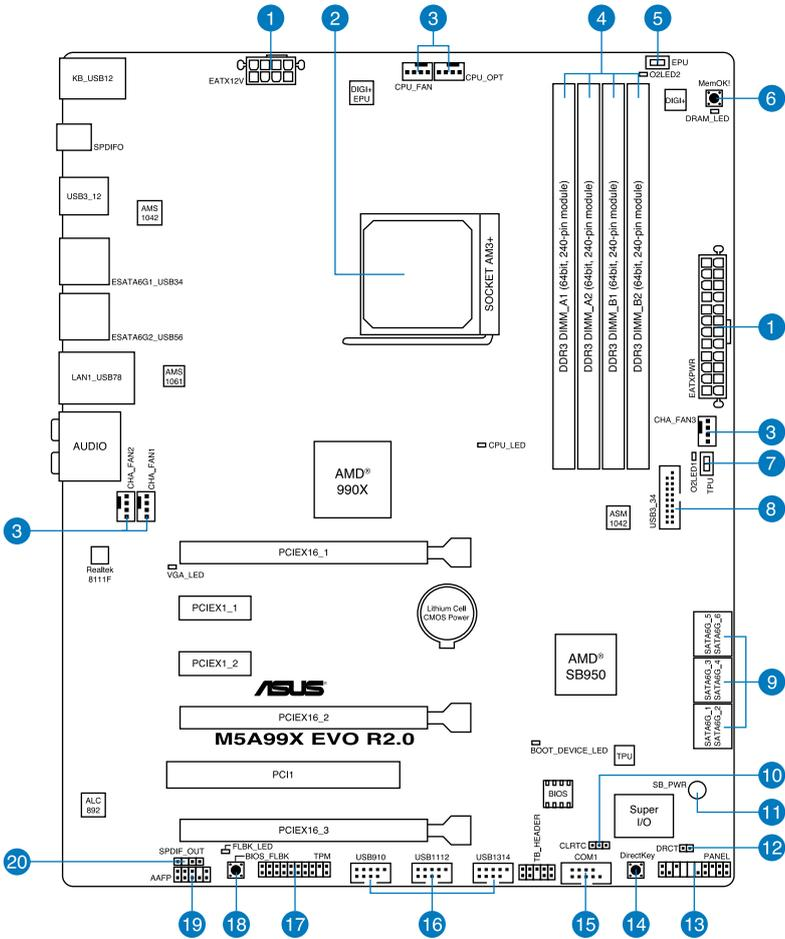 1
2
3
4
5
KB_USB12
EATX12V
DIGI+
EPU
CPU_FAN
CPU_OPT
EPU
O2LED2
DIGI+
MemOK!
DRAM_LED
6
SPDIFO
USB3_12
AMS
1042
ESATA6G1_USB34
ESATA6G2_USB56
LAN1_USB78
AMS
1061
AUDIO
SOCKET AM3+
DDR3 DIMM_A1 (64bit, 240-pin module)
DDR3 DIMM_A2 (64bit, 240-pin module)
DDR3 DIMM_B1 (64bit, 240-pin module)
DDR3 DIMM_B2 (64bit, 240-pin module)
EATXPWR
1
CHA_FAN3
3
CPU_LED
O2LED1
TPU
7
CHA_FAN2
CHA_FAN1
3
AMD®
990X
ASM
1042
USB3_34
8
Realtek
8111F
PCIEX16_1
VGA_LED
PCIEX1_1
Lithium Cell
CMOS Power
PCIEX1_2
AMD®
SB950
SATA6G_5
SATA6G_6
SATA6G_3
SATA6G_4
SATA6G_1
SATA6G_2
9
ASUS
PCIEX16_2
M5A99X EVO R2.0
BOOT_DEVICE_LED
TPU
PCI1
BIOS
10
SB_PWR
11
ALC
892
Super
I/O
PCIEX16_3
CLRTC
DRCT
12
20
SPDIF_OUT
FLBK_LED
BIOS_FLBK
TPM
AAFP
USB910
USB1112
USB1314
TB_HEADER
COM1
DirectKey
PANEL
19
18
17
16
15
14
13